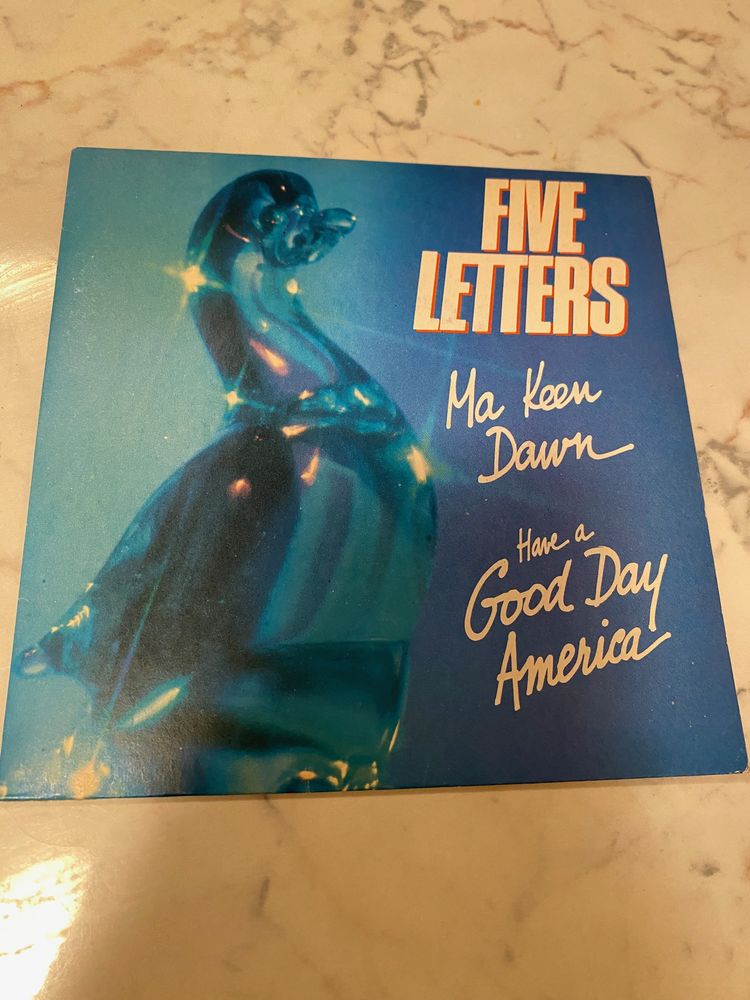 FIVE
LETTERS
Ma Keen
Dawn
Have a
Good Day
America